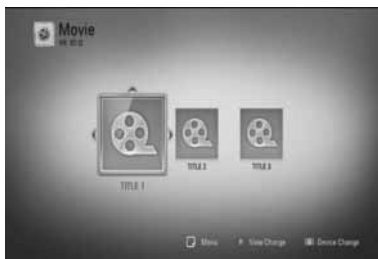 Movie
TITLE 1
TITLE 2
TITLE 3
Menu
View Change
Device Change